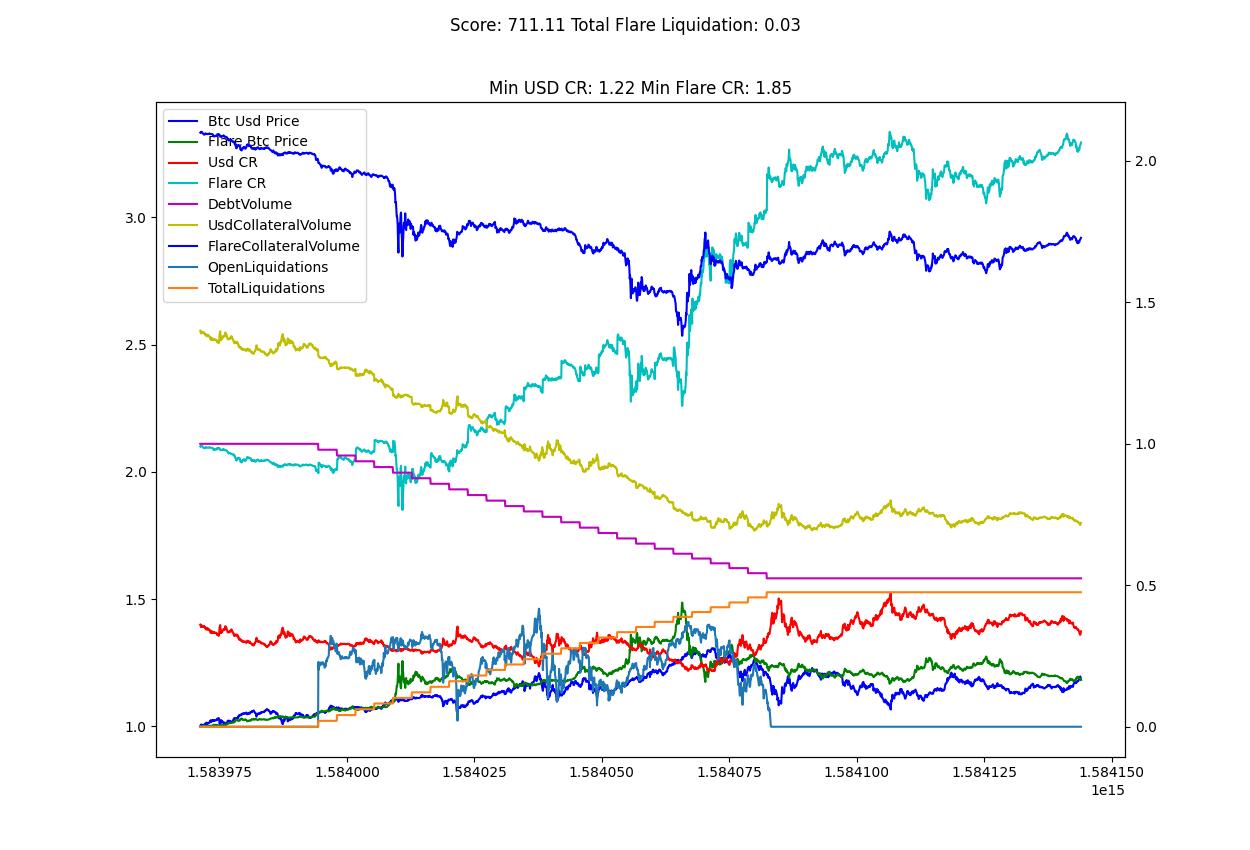 Score: 711.11 Total Flare Liquidation: 0.03
Min USD CR: 1.22 Min Flare CR: 1.85
Btc Usd Price
Flare Btc Price
Usd CR
Flare CR
DebtVolume
UsdCollateralVolume
FlareCollateralVolume
OpenLiquidations
TotalLiquidations
3.0
2.5
2.0
1.5
1.0
2.0
1.5
1.0
0.5
0.0
1.583975 1.584000 1.584025 1.584050 1.584075 1.584100 1.584125 1.584150
1e15